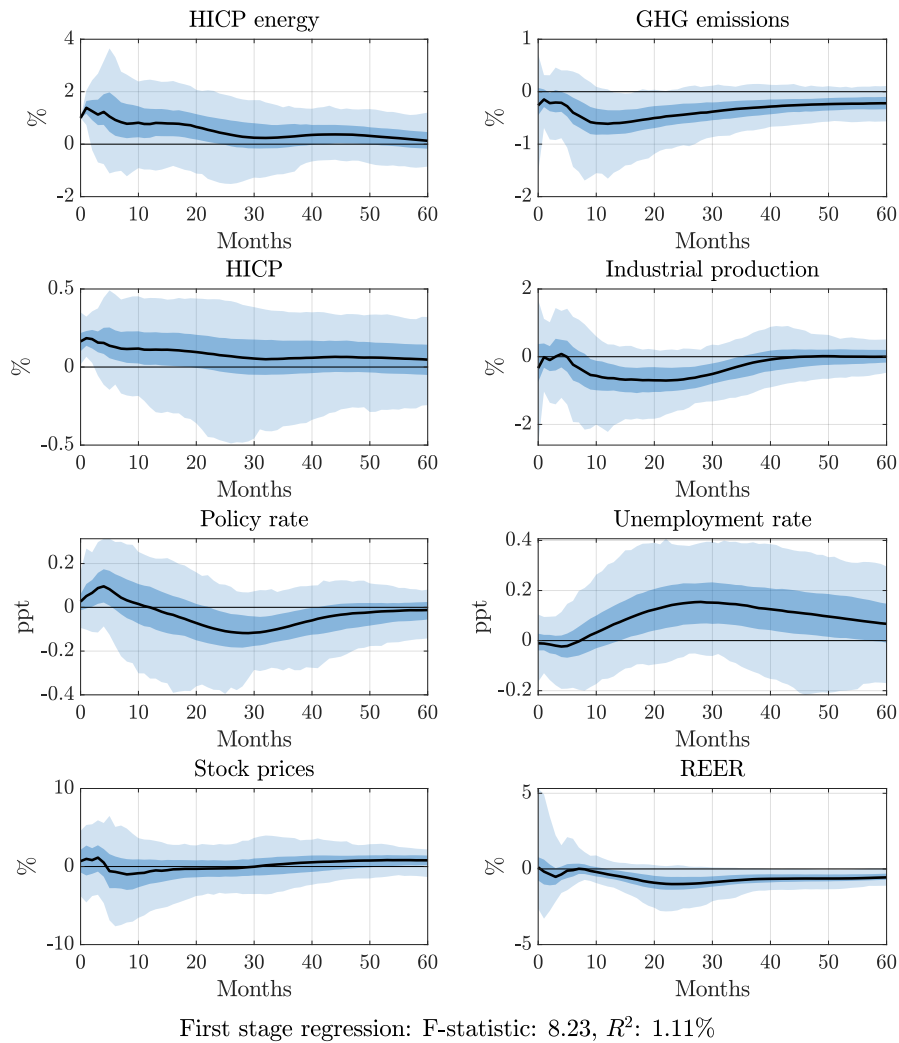 HICP energy
GHG emissions
4
2
0
-2
%
0 10 20 30 40 50 60
Months
1
0
-1
-2
%
0 10 20 30 40 50 60
Months
HICP
Industrial production
0.5
0
-0.5
%
0 10 20 30 40 50 60
Months
2
0
-2
%
0 10 20 30 40 50 60
Months
Policy rate
Unemployment rate
0.2
0
-0.2
-0.4
ppt
0 10 20 30 40 50 60
Months
0.4
0.2
0
-0.2
ppt
0 10 20 30 40 50 60
Months
Stock prices
REER
10
0
-10
%
0 10 20 30 40 50 60
Months
5
0
-5
%
0 10 20 30 40 50 60
Months
First stage regression: F-statistic: 8.23, R²: 1.11%